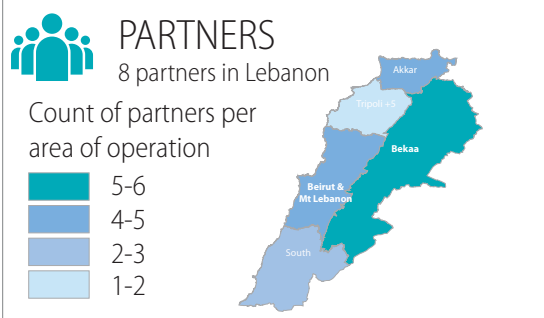 PARTNERS
8 partners in Lebanon
Count of partners per
area of operation
5-6
4-5
2-3
1-2
Akkar
Tripoli +5
Bekaa
Beirut &
Mt Lebanon
South